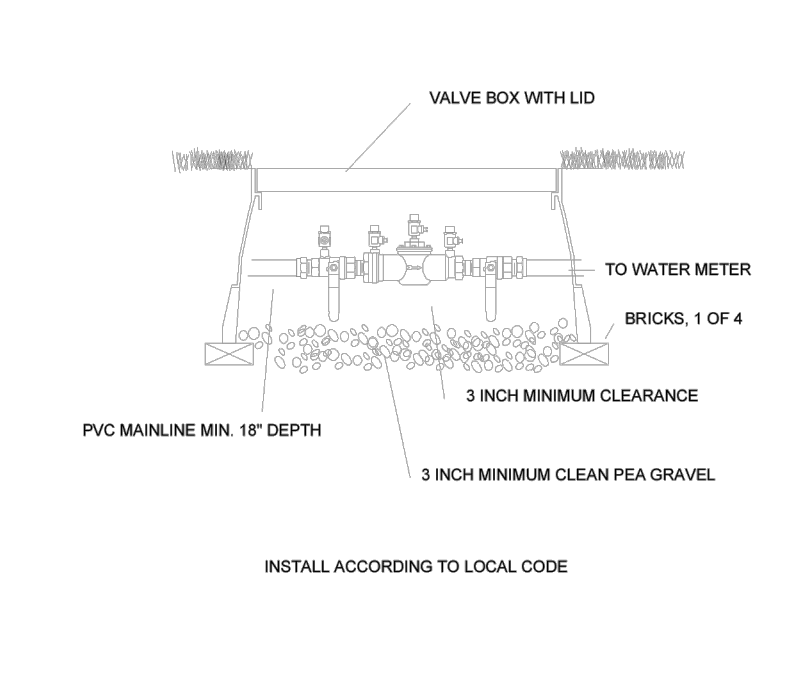 VALVE BOX WITH LID
TO WATER METER
BRICKS, 1 OF 4
3 INCH MINIMUM CLEARANCE
PVC MAINLINE MIN. 18" DEPTH
3 INCH MINIMUM CLEAN PEA GRAVEL
INSTALL ACCORDING TO LOCAL CODE